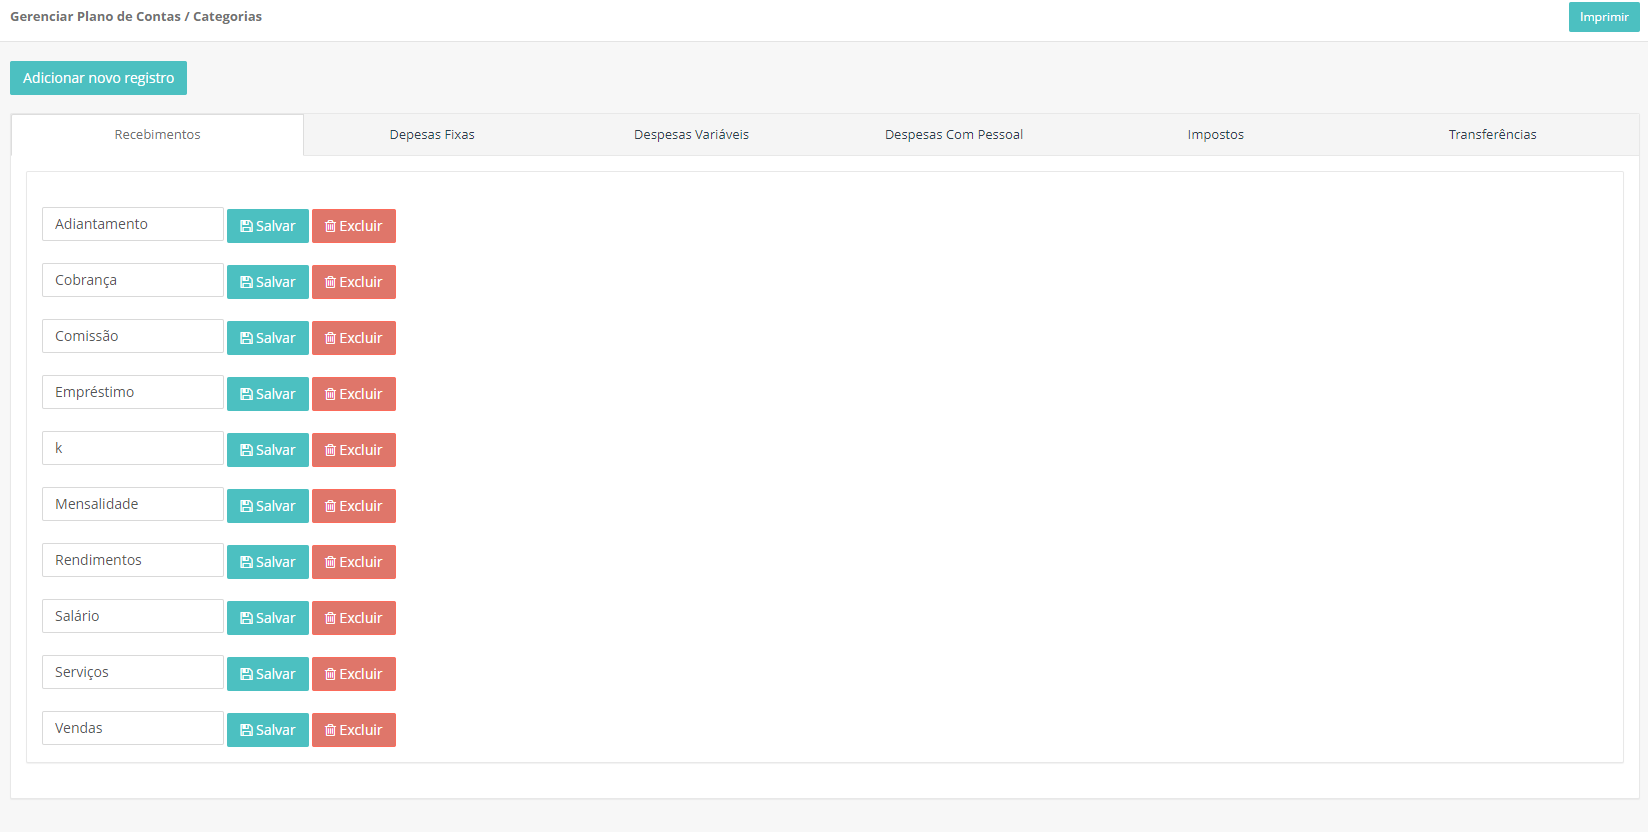 Gerenciar Plano de Contas / Categorias
Imprimir
Adicionar novo registro
Recebimentos
Depesas Fixas
Despesas Variáveis
Despesas Com Pessoal
Impostos
Transferências
Adiantamento Salvar Excluir
Cobrança Salvar Excluir
Comissão Salvar Excluir
Empréstimo Salvar Excluir
k Salvar Excluir
Mensalidade Salvar Excluir
Rendimentos Salvar Excluir
Salário Salvar Excluir
Serviços Salvar Excluir
Vendas Salvar Excluir